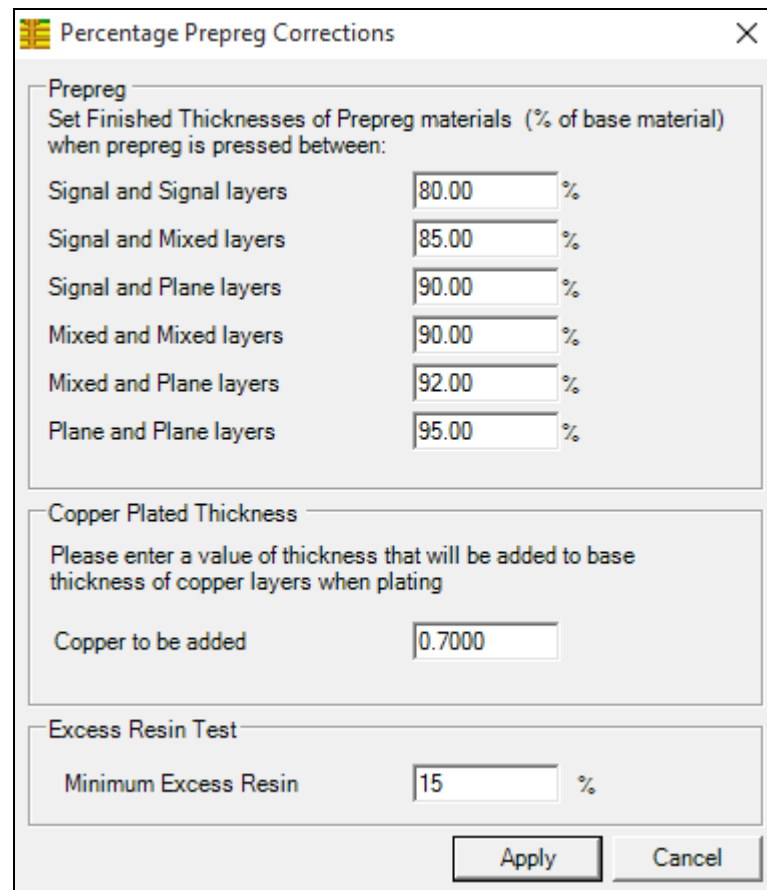 Percentage Prepreg Corrections
Prepreg
Set Finished Thicknesses of Prepreg materials (% of base material)
when prepreg is pressed between:
Signal and Signal layers 80.00 %
Signal and Mixed layers 85.00 %
Signal and Plane layers 90.00 %
Mixed and Mixed layers 90.00 %
Mixed and Plane layers 92.00 %
Plane and Plane layers 95.00 %
Copper Plated Thickness
Please enter a value of thickness that will be added to base
thickness of copper layers when plating
Copper to be added 0.7000
Excess Resin Test
Minimum Excess Resin 15 %
Apply Cancel